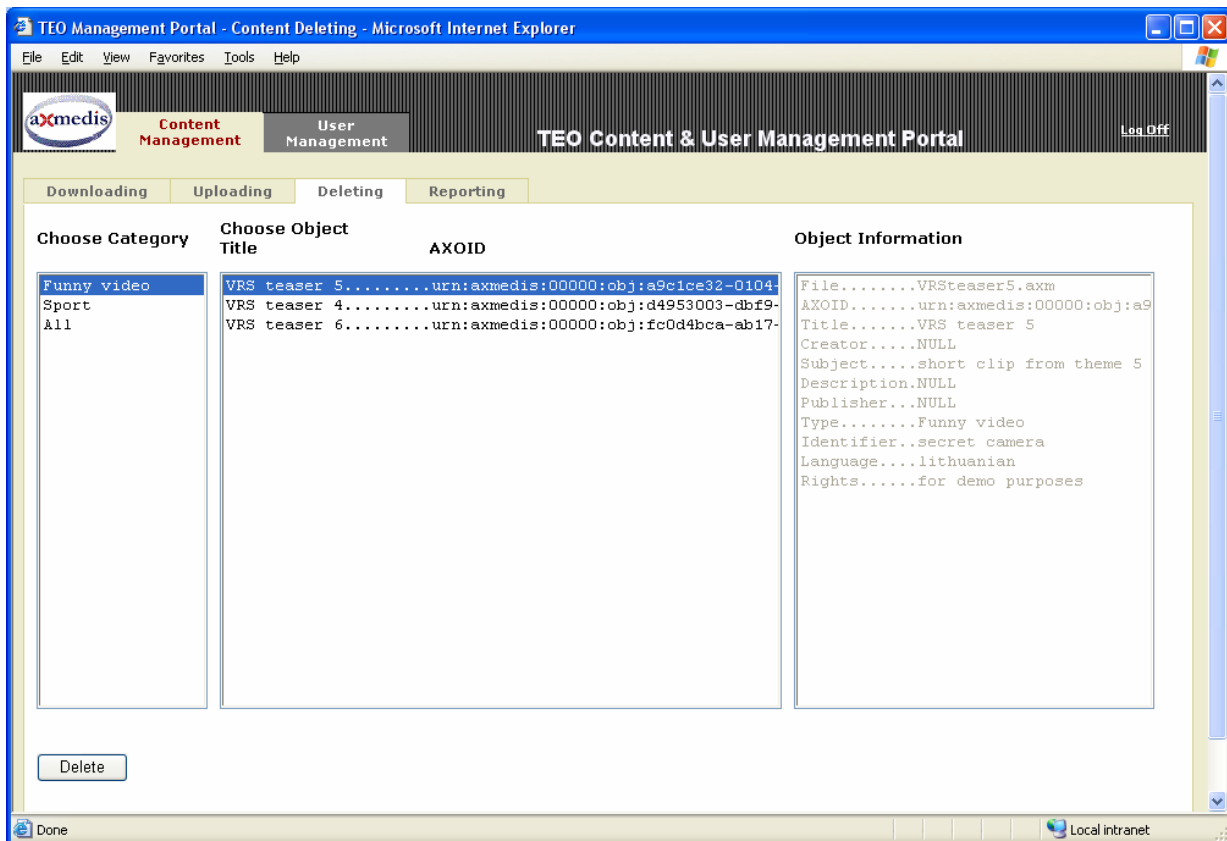 TEO Management Portal - Content Deleting - Microsoft Internet Explorer
File Edit View Favorites Tools Help
axmedis
Content Management
User Management
TEO Content & User Management Portal
Log Off
Downloading Uploading Deleting Reporting
Choose Category
Choose Object
Title AXOID
Object Information
Funny video
Sport
All
VRS teaser 5.........urn:axmedis:00000:obj:a9c1ce32-0104-
VRS teaser 4.........urn:axmedis:00000:obj:d4953003-dbf9-
VRS teaser 6.........urn:axmedis:00000:obj:fc0d4bca-ab17-
File........VRSteaser5.axm
AXOID.......urn:axmedis:00000:obj:a9
Title.......VRS teaser 5
Creator.....NULL
Subject.....short clip from theme 5
Description.NULL
Publisher...NULL
Type........Funny video
Identifier..secret camera
Language....lithuanian
Rights......for demo purposes
Delete
Done
Local intranet